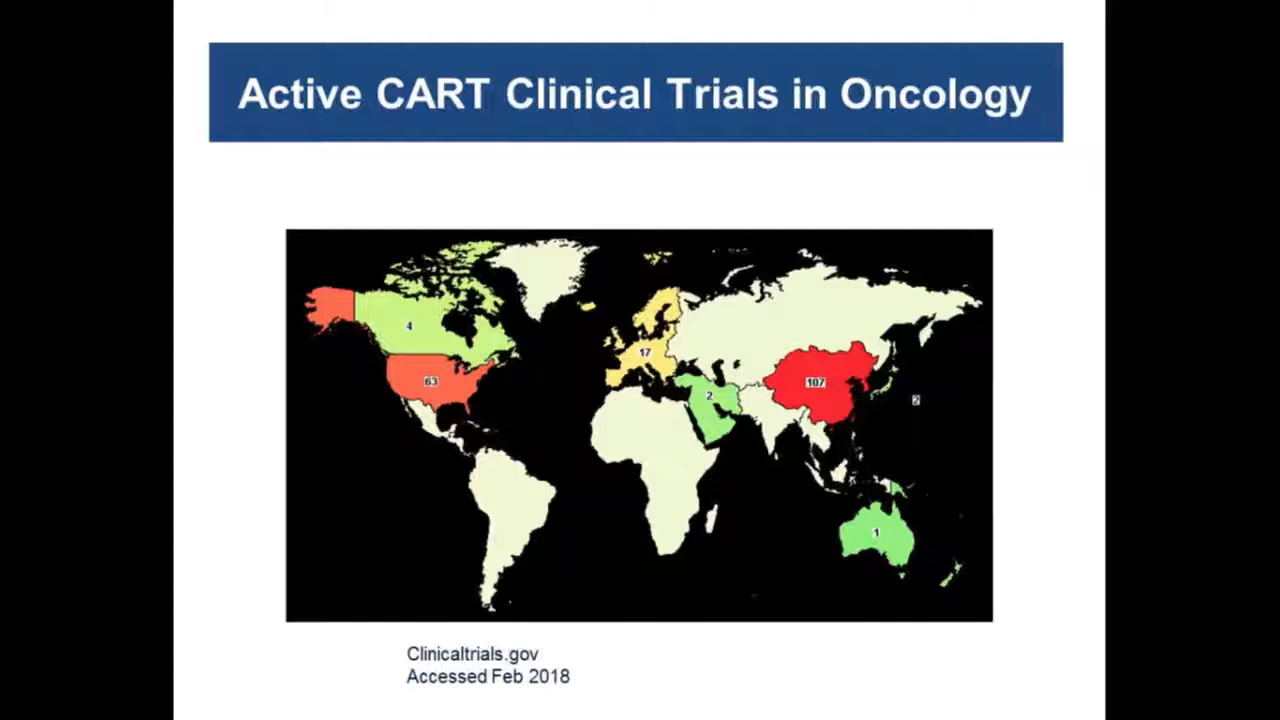 Active CART Clinical Trials in Oncology
4
63
17
2
107
2
1
Clinicaltrials.gov
Accessed Feb 2018